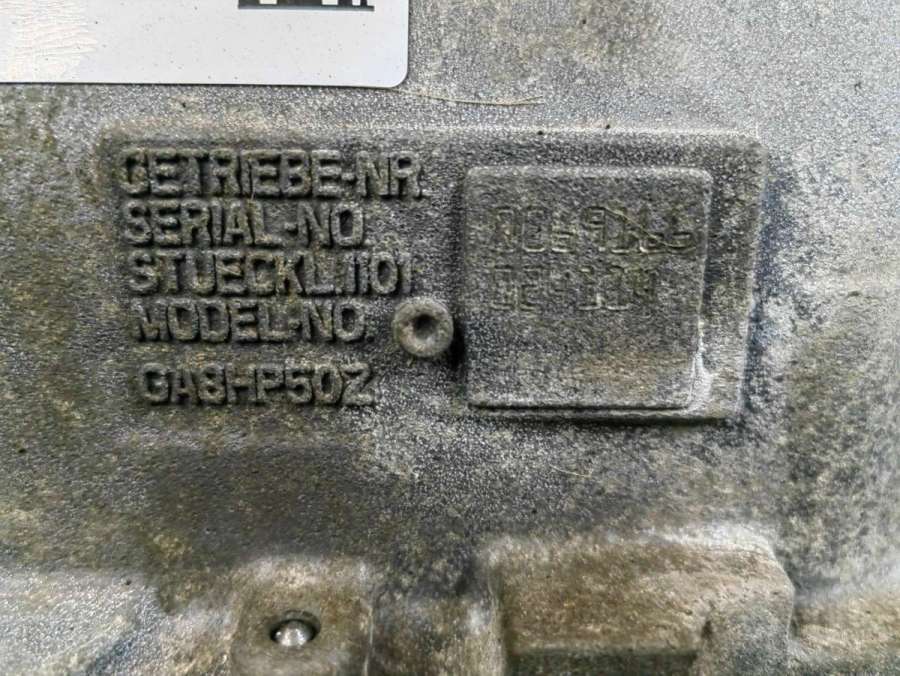 GETRIEBE-NR.
SERIAL-NO.
STUECKL.1101
MODEL-NO.
GA8HP50Z